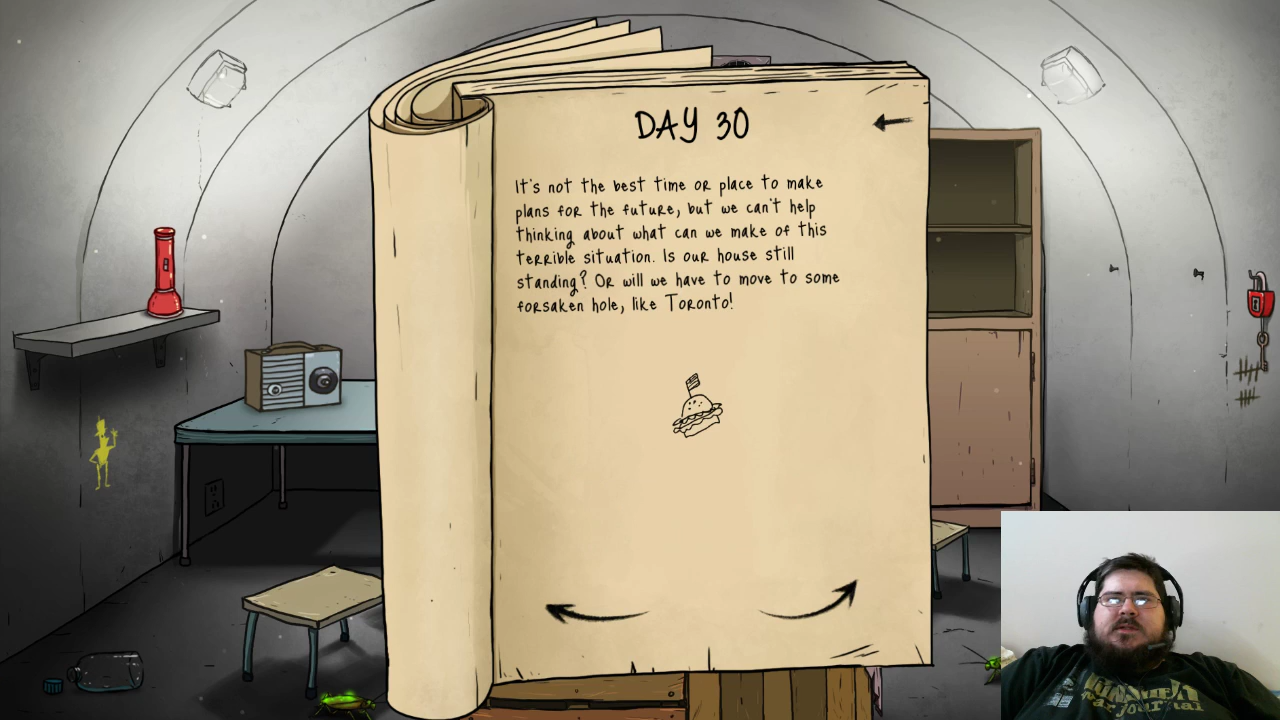 DAY 30
It's not the best time or place to make
plans for the future, but we can't help
thinking about what can we make of this
terrible situation. Is our house still
standing? Or will we have to move to some
forsaken hole, like Toronto!